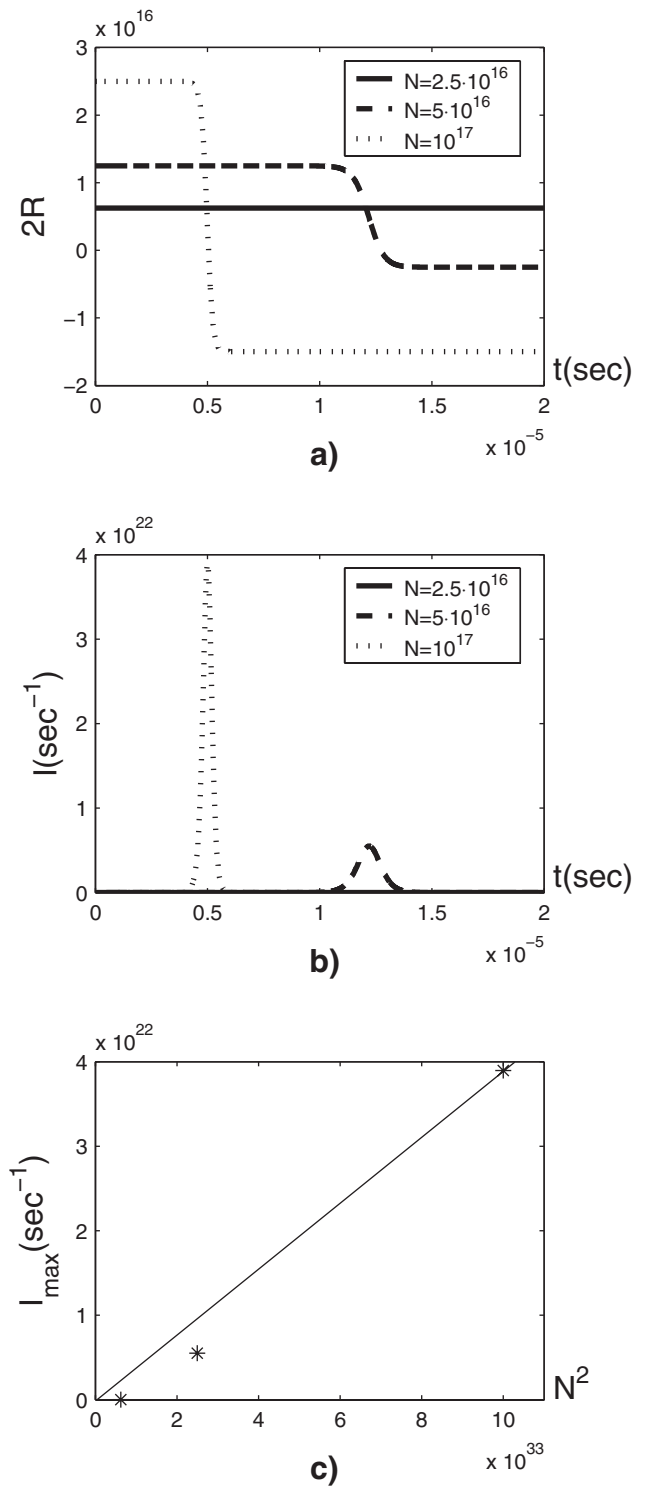 x 10^16
3
2
1
0
−1
−2
2R
N=2.5·10^16
N=5·10^16
N=10^17
0 0.5 1 1.5 2
t(sec)
x 10^−5
a)
x 10^22
4
3
2
1
0
I(sec^−1)
N=2.5·10^16
N=5·10^16
N=10^17
0 0.5 1 1.5 2
t(sec)
x 10^−5
b)
x 10^22
4
3
2
1
0
I_max(sec^−1)
0 2 4 6 8 10
N^2
x 10^33
c)